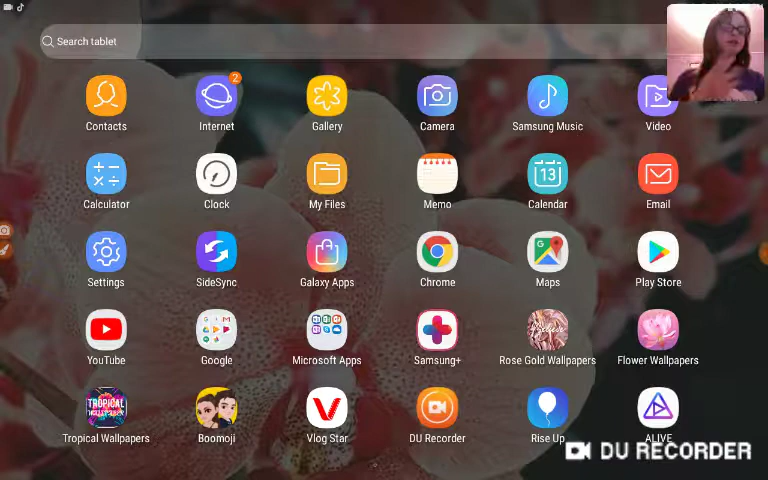 Search tablet
2
Contacts
Internet
Gallery
Camera
Samsung Music
Video
13
Calculator
Clock
My Files
Memo
Calendar
Email
G
Settings
SideSync
Galaxy Apps
Chrome
Maps
Play Store
YouTube
Google
Microsoft Apps
Samsung+
Rose Gold Wallpapers
Flower Wallpapers
TROPICAL
Tropical Wallpapers
Boomoji
Vlog Star
DU Recorder
Rise Up
ALIVE
DU RECORDER